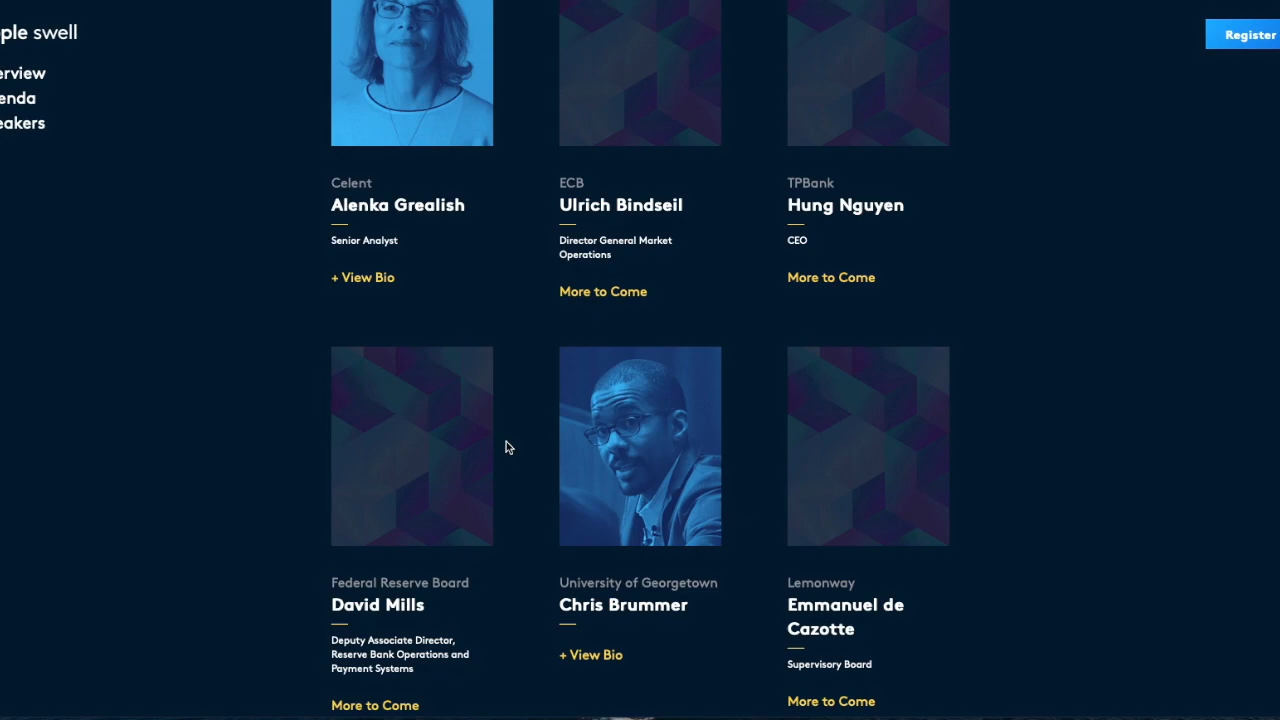 ple swell
erview
enda
eakers
Register
Celent
Alenka Grealish
Senior Analyst
+ View Bio
ECB
Ulrich Bindseil
Director General Market
Operations
More to Come
TPBank
Hung Nguyen
CEO
More to Come
Federal Reserve Board
David Mills
Deputy Associate Director,
Reserve Bank Operations and
Payment Systems
More to Come
University of Georgetown
Chris Brummer
+ View Bio
Lemonway
Emmanuel de
Cazotte
Supervisory Board
More to Come